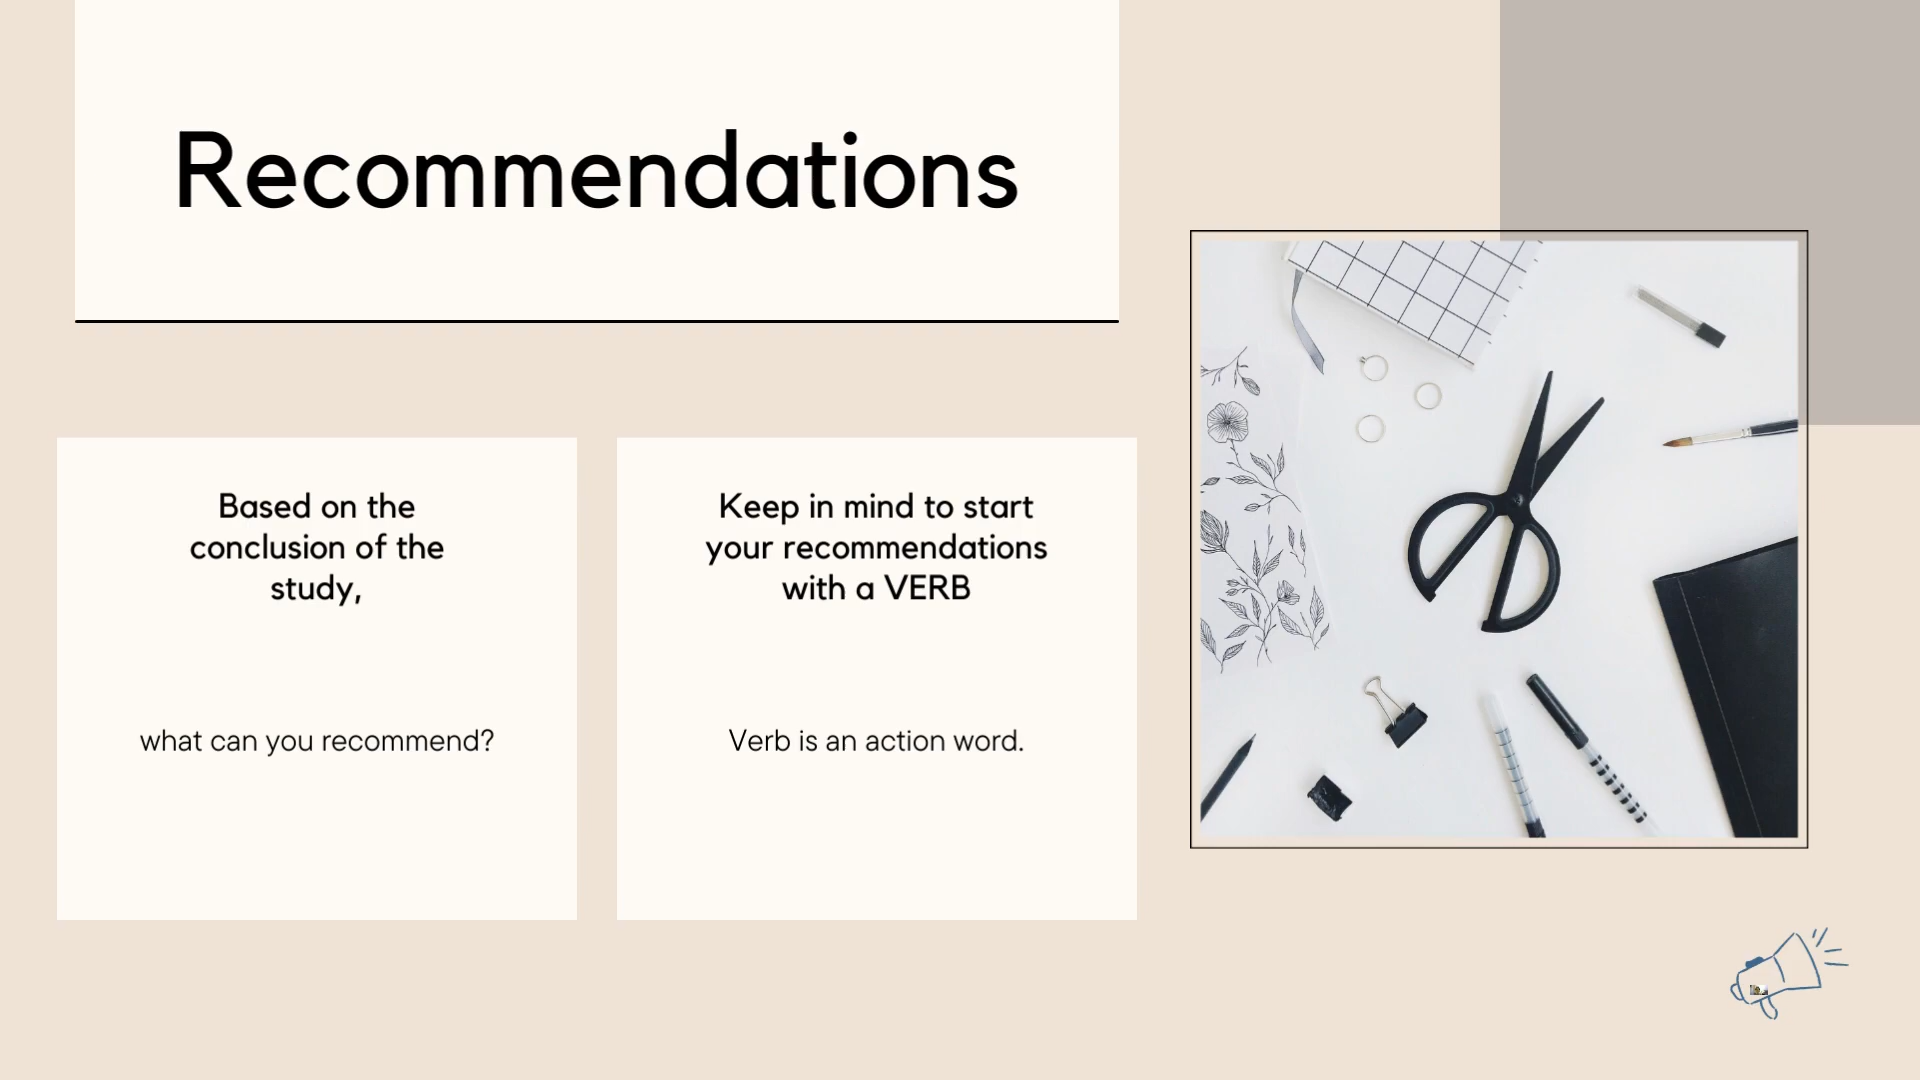 Recommendations
Based on the
conclusion of the
study,
what can you recommend?
Keep in mind to start
your recommendations
with a VERB
Verb is an action word.